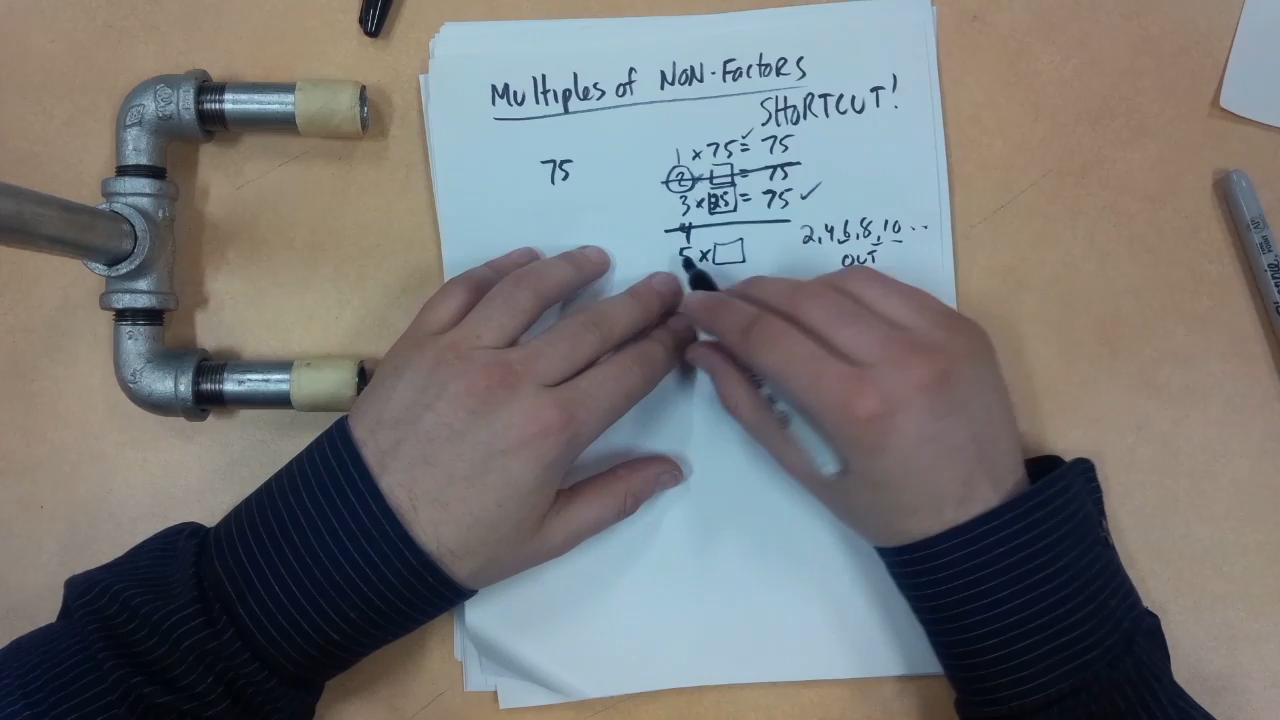 Multiples of NON-Factors
SHORTCUT!
75
1 x 75 = 75 ✓
2 x □ = 75
3 x 25 = 75 ✓
4
5 x □
2, 4, 6, 8, 10 ...
OUT